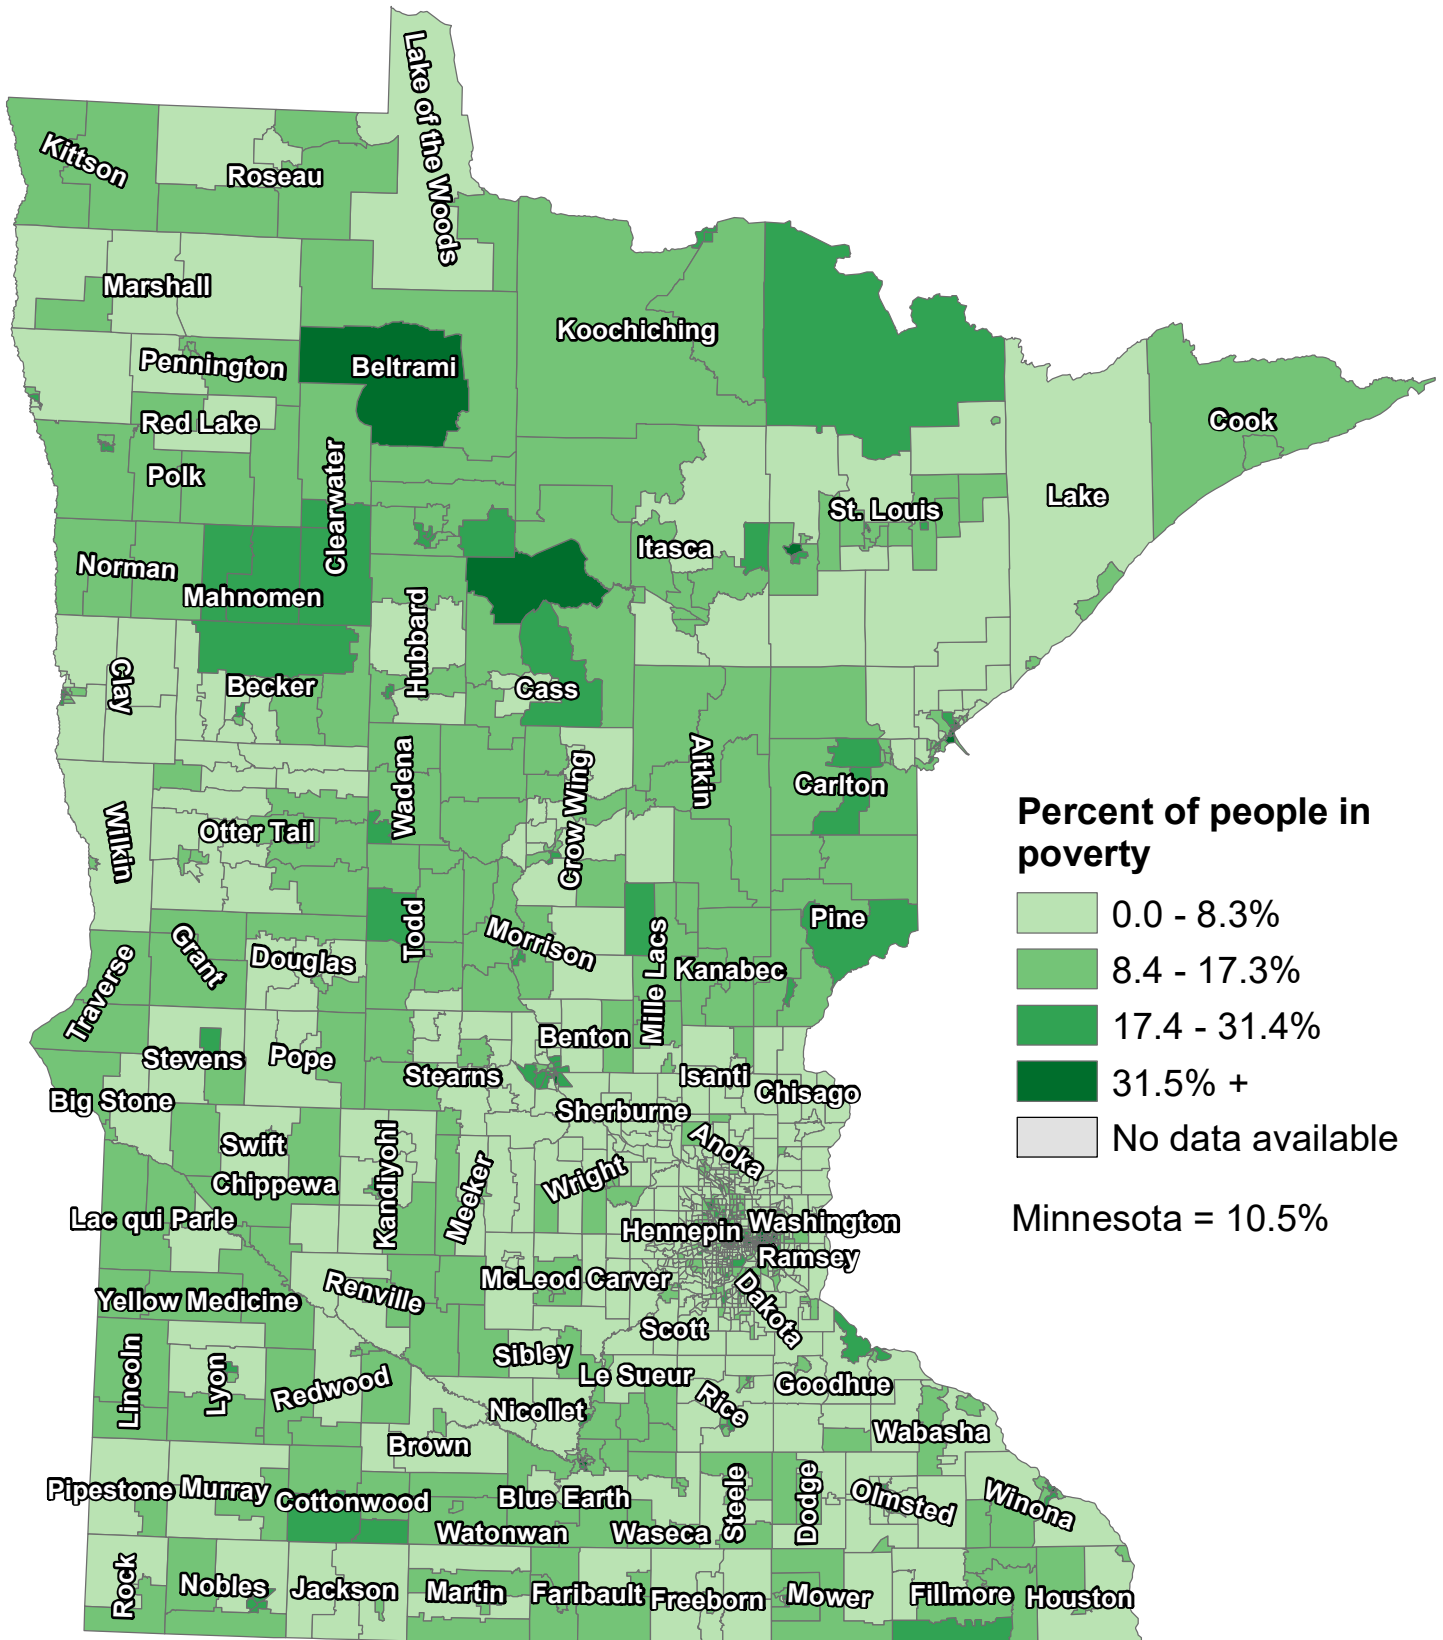 Lake of the Woods
Kittson
Roseau
Marshall
Koochiching
Pennington
Beltrami
Red Lake
Cook
Polk
Clearwater
Lake
St. Louis
Itasca
Norman
Mahnomen
Hubbard
Clay
Becker
Cass
Wadena
Crow Wing
Aitkin
Carlton
Wilkin
Otter Tail
Percent of people in
poverty
0.0 - 8.3%
8.4 - 17.3%
17.4 - 31.4%
31.5% +
No data available
Minnesota = 10.5%
Todd
Pine
Morrison
Mille Lacs
Kanabec
Grant
Douglas
Traverse
Benton
Stevens
Pope
Stearns
Isanti
Chisago
Big Stone
Sherburne
Swift
Anoka
Kandiyohi
Chippewa
Meeker
Wright
Lac qui Parle
Hennepin
Washington
Ramsey
McLeod
Carver
Renville
Yellow Medicine
Dakota
Scott
Lincoln
Lyon
Redwood
Sibley
Le Sueur
Rice
Goodhue
Nicollet
Brown
Wabasha
Pipestone
Murray
Cottonwood
Blue Earth
Steele
Dodge
Olmsted
Winona
Watonwan
Waseca
Rock
Nobles
Jackson
Martin
Faribault
Freeborn
Mower
Fillmore
Houston